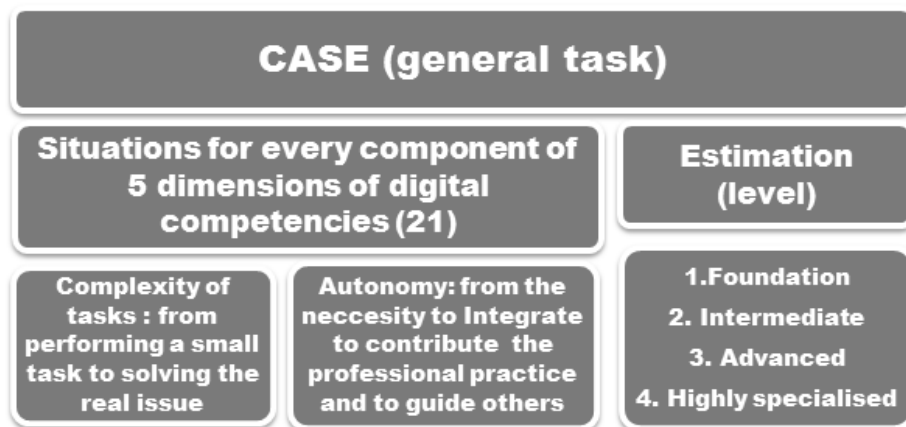 CASE (general task)
Situations for every component of
5 dimensions of digital
competencies (21)
Estimation
(level)
Complexity of
tasks : from
performing a small
task to solving the
real issue
Autonomy: from the
neccesity to Integrate
to contribute the
professional practice
and to guide others
1.Foundation
2. Intermediate
3. Advanced
4. Highly specialised